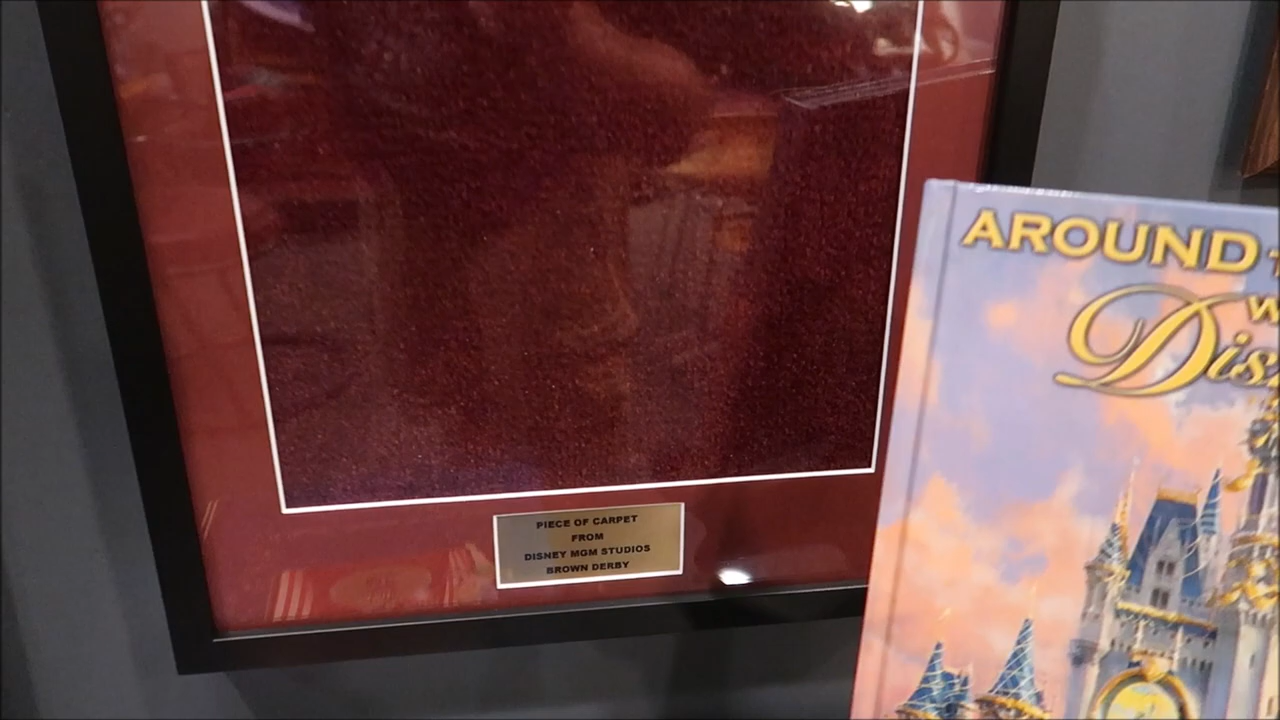 PIECE OF CARPET
FROM
DISNEY MGM STUDIOS
BROWN DERBY
AROUND